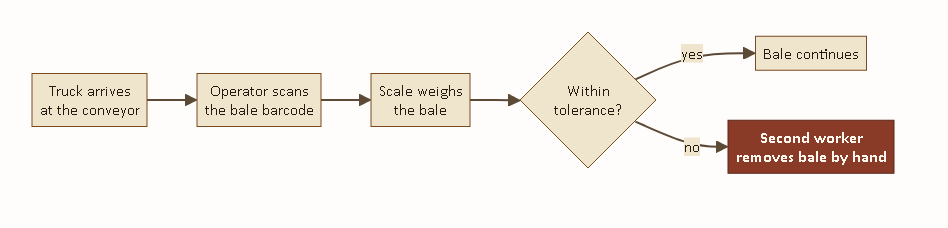 Truck arrives
at the conveyor
Operator scans
the bale barcode
Scale weighs
the bale
Within
tolerance?
yes
Bale continues
no
Second worker
removes bale by hand